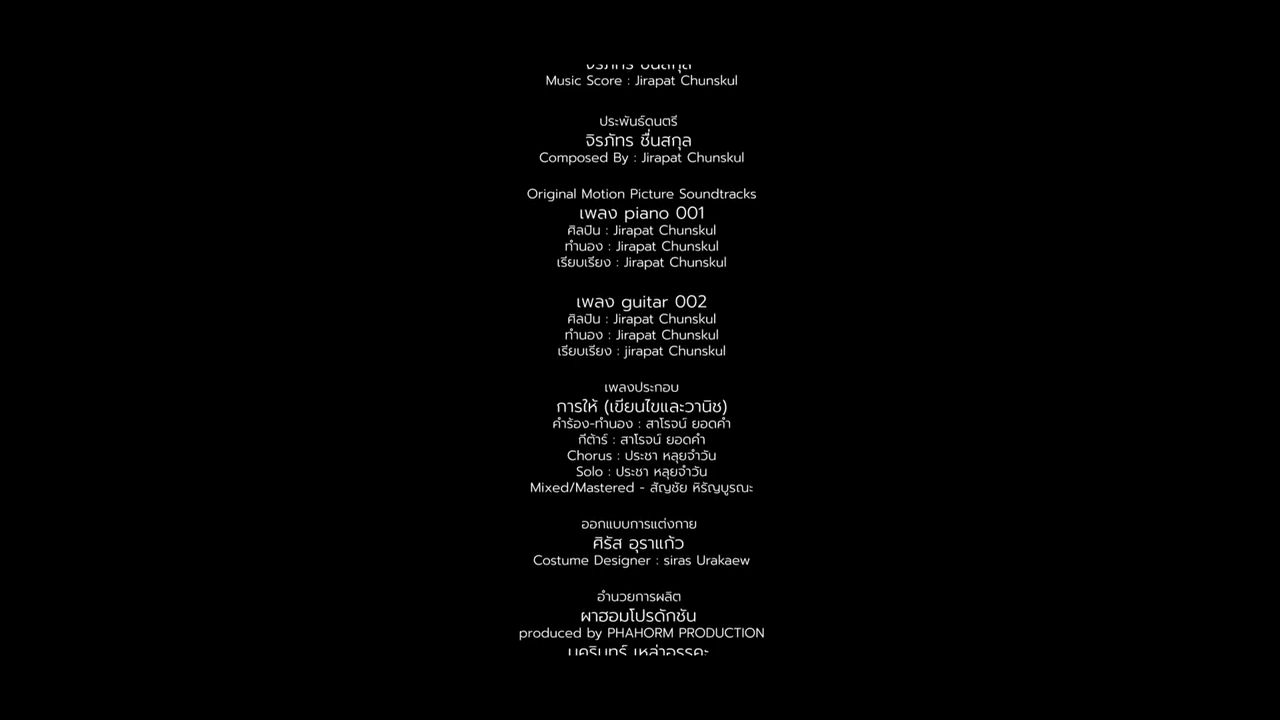 Music Score : Jirapat Chunskul
ประพันธ์ดนตรี
จิรภัทร ชื่นสกุล
Composed By : Jirapat Chunskul
Original Motion Picture Soundtracks
เพลง piano 001
ศิลปิน : Jirapat Chunskul
ทำนอง : Jirapat Chunskul
เรียบเรียง : Jirapat Chunskul
เพลง guitar 002
ศิลปิน : Jirapat Chunskul
ทำนอง : Jirapat Chunskul
เรียบเรียง : jirapat Chunskul
เพลงประกอบ
การให้ (เขียนไขและวานิช)
คำร้อง-ทำนอง : สาโรจน์ ยอดคำ
กีต้าร์ : สาโรจน์ ยอดคำ
Chorus : ประชา หลุยจำวัน
Solo : ประชา หลุยจำวัน
Mixed/Mastered - สัญชัย หิรัญบูรณะ
ออกแบบการแต่งกาย
ศิรัส อุราแก้ว
Costume Designer : siras Urakaew
อำนวยการผลิต
ผาฮอมโปรดักชัน
produced by PHAHORM PRODUCTION